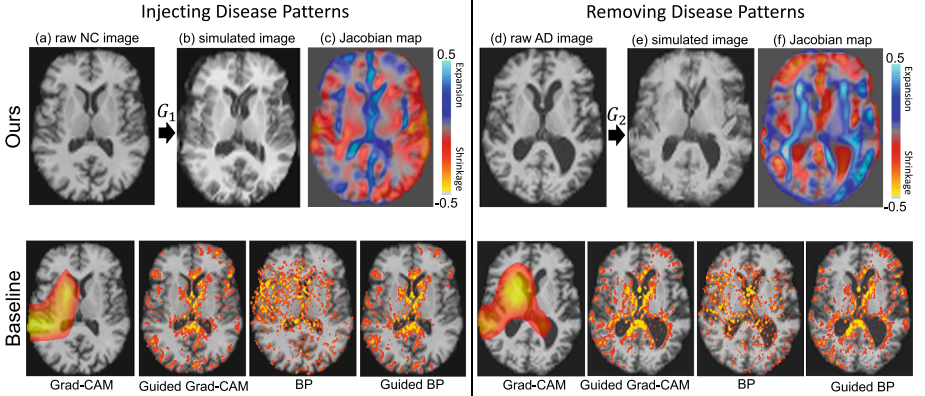 Injecting Disease Patterns
Removing Disease Patterns
(a) raw NC image
(b) simulated image
(c) Jacobian map
(d) raw AD image
(e) simulated image
(f) Jacobian map
Ours
G1
0.5
Expansion
Shrinkage
-0.5
G2
0.5
Expansion
Shrinkage
-0.5
Baseline
Grad-CAM
Guided Grad-CAM
BP
Guided BP
Grad-CAM
Guided Grad-CAM
BP
Guided BP